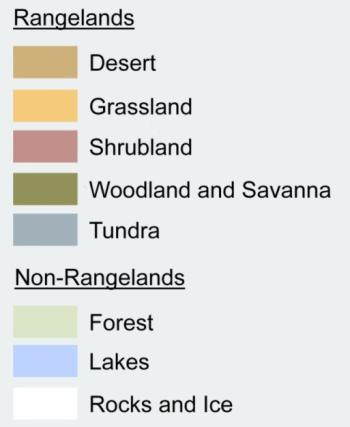 Rangelands
Desert
Grassland
Shrubland
Woodland and Savanna
Tundra
Non-Rangelands
Forest
Lakes
Rocks and Ice